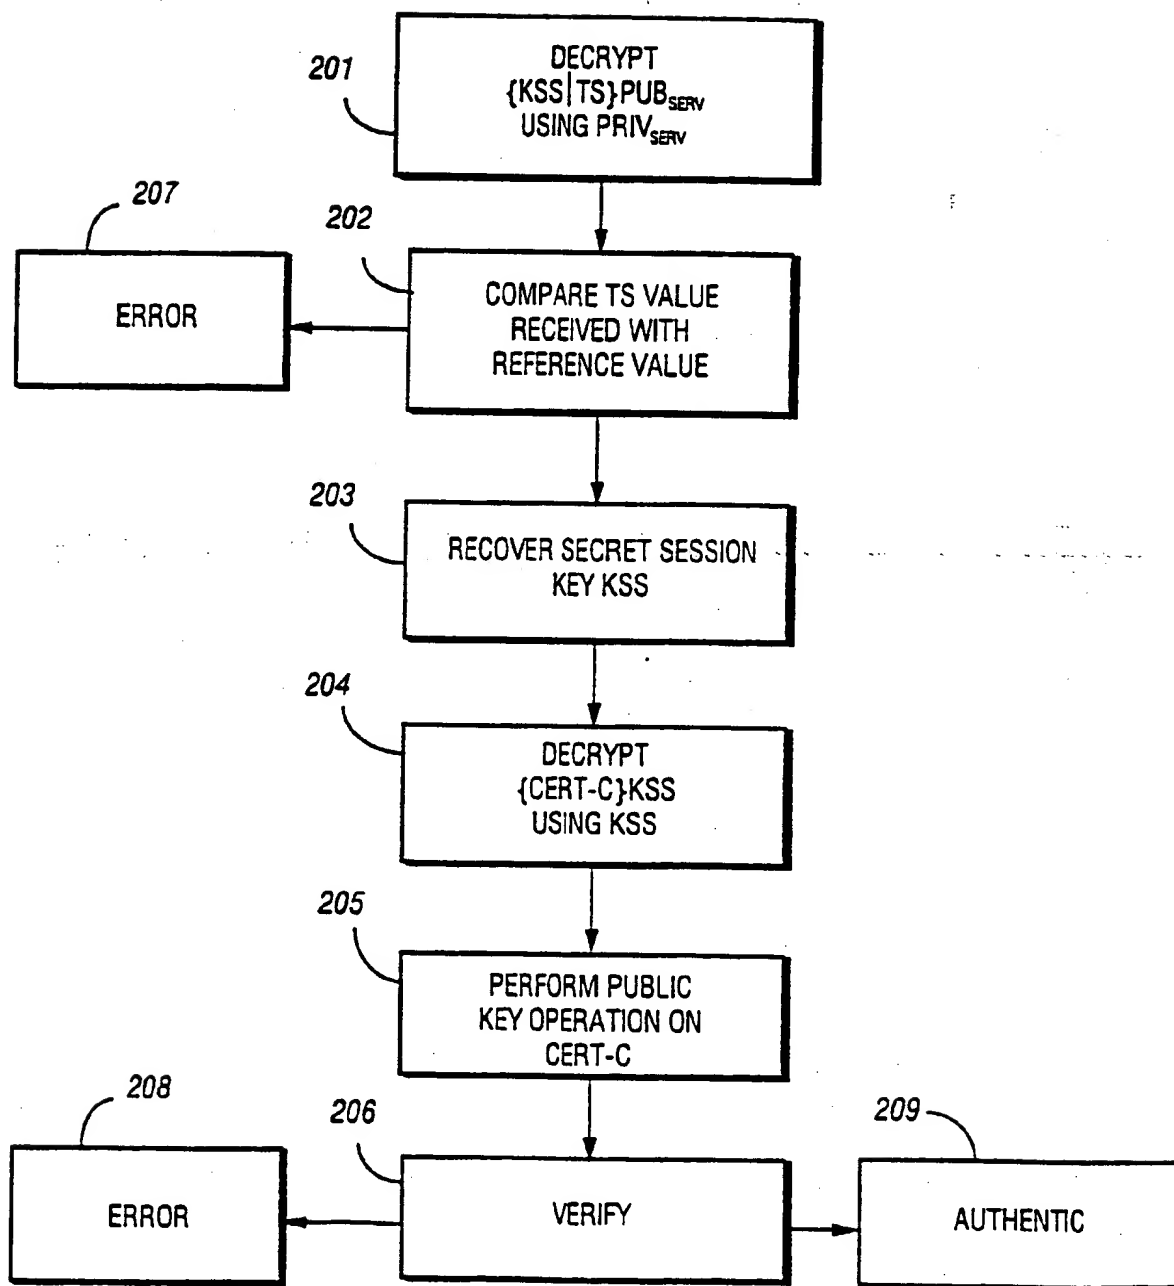 201
DECRYPT
{KSS|TS}PUB_SERV
USING PRIV_SERV
207
202
ERROR
COMPARE TS VALUE
RECEIVED WITH
REFERENCE VALUE
203
RECOVER SECRET SESSION
KEY KSS
204
DECRYPT
{CERT-C}KSS
USING KSS
205
PERFORM PUBLIC
KEY OPERATION ON
CERT-C
208
206
209
ERROR
VERIFY
AUTHENTIC